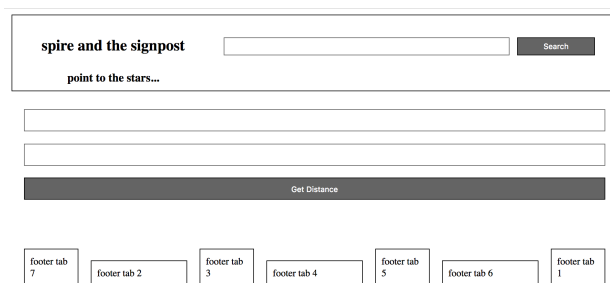 spire and the signpost
Search
point to the stars...
Get Distance
footer tab
7
footer tab 2
footer tab
3
footer tab 4
footer tab
5
footer tab 6
footer tab
1